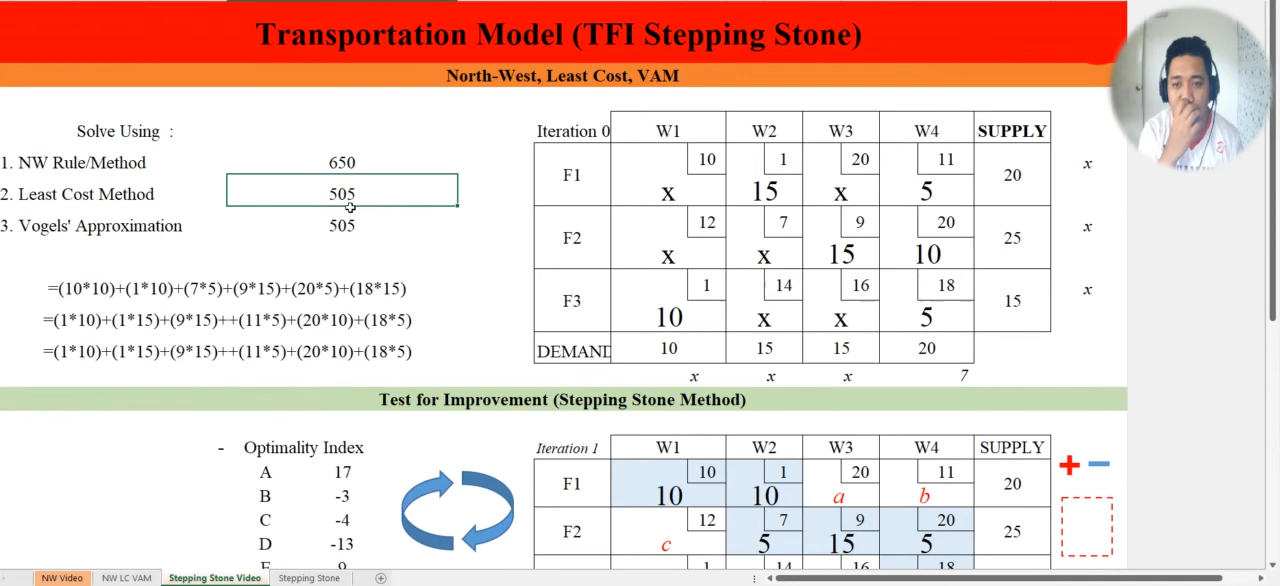 Transportation Model (TFI Stepping Stone)
North-West, Least Cost, VAM
Solve Using :
1. NW Rule/Method 650
2. Least Cost Method 505
3. Vogels' Approximation 505
=(10*10)+(1*10)+(7*5)+(9*15)+(20*5)+(18*15)
=(1*10)+(1*15)+(9*15)++(11*5)+(20*10)+(18*5)
=(1*10)+(1*15)+(9*15)++(11*5)+(20*10)+(18*5)
Iteration 0 W1 W2 W3 W4 SUPPLY
10 1 20 11
F1 x 15 x 5 20 x
12 7 9 20
F2 x x 15 10 25 x
1 14 16 18
F3 10 x x 5 15 x
DEMAND 10 15 15 20
x x x 7
Test for Improvement (Stepping Stone Method)
- Optimality Index
A 17
B -3
C -4
D -13
Iteration 1 W1 W2 W3 W4 SUPPLY
10 1 20 11
F1 10 10 a b 20
12 7 9 20
F2 c 5 15 5 25
1 14 16 18
+ −
NW Video NW LC VAM Stepping Stone Video Stepping Stone